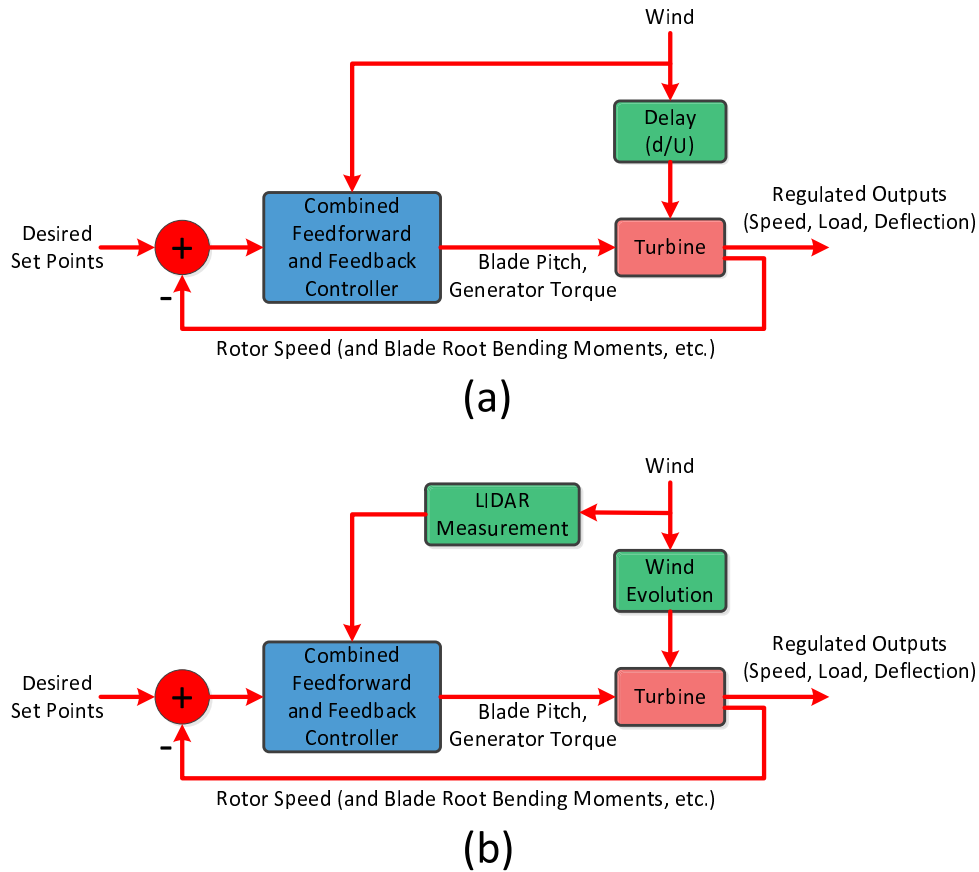 Wind
Delay
(d/U)
Regulated Outputs
(Speed, Load, Deflection)
Combined
Feedforward
and Feedback
Controller
Desired
Set Points
+
-
Turbine
Blade Pitch,
Generator Torque
Rotor Speed (and Blade Root Bending Moments, etc.)
(a)
Wind
LIDAR
Measurement
Wind
Evolution
Regulated Outputs
(Speed, Load, Deflection)
Combined
Feedforward
and Feedback
Controller
Desired
Set Points
+
-
Turbine
Blade Pitch,
Generator Torque
Rotor Speed (and Blade Root Bending Moments, etc.)
(b)